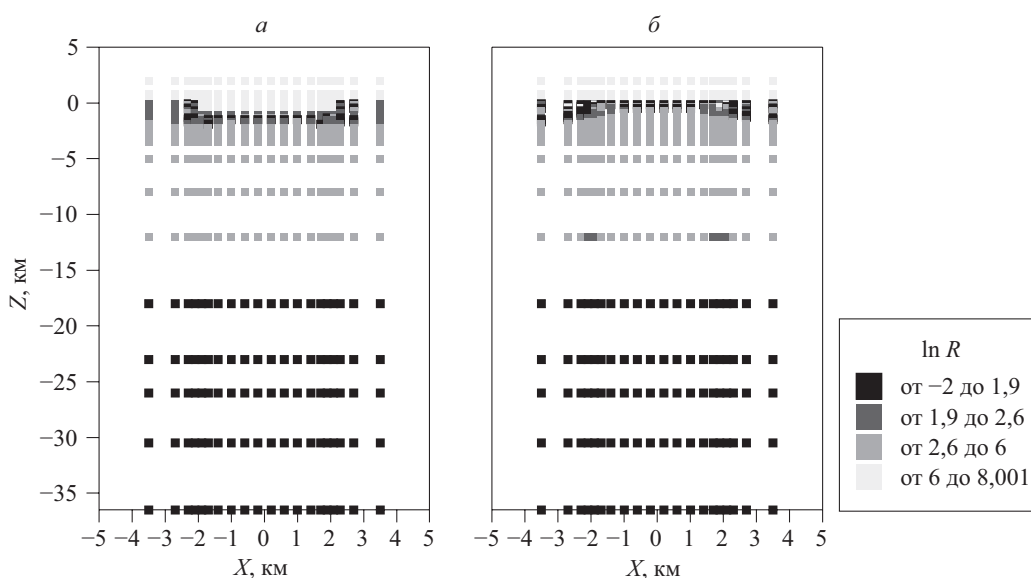 а
б
5
0
−5
−10
−15
−20
−25
−30
−35
Z, км
−5 −4 −3 −2 −1 0 1 2 3 4 5
X, км
−5 −4 −3 −2 −1 0 1 2 3 4 5
X, км
ln R
от −2 до 1,9
от 1,9 до 2,6
от 2,6 до 6
от 6 до 8,001